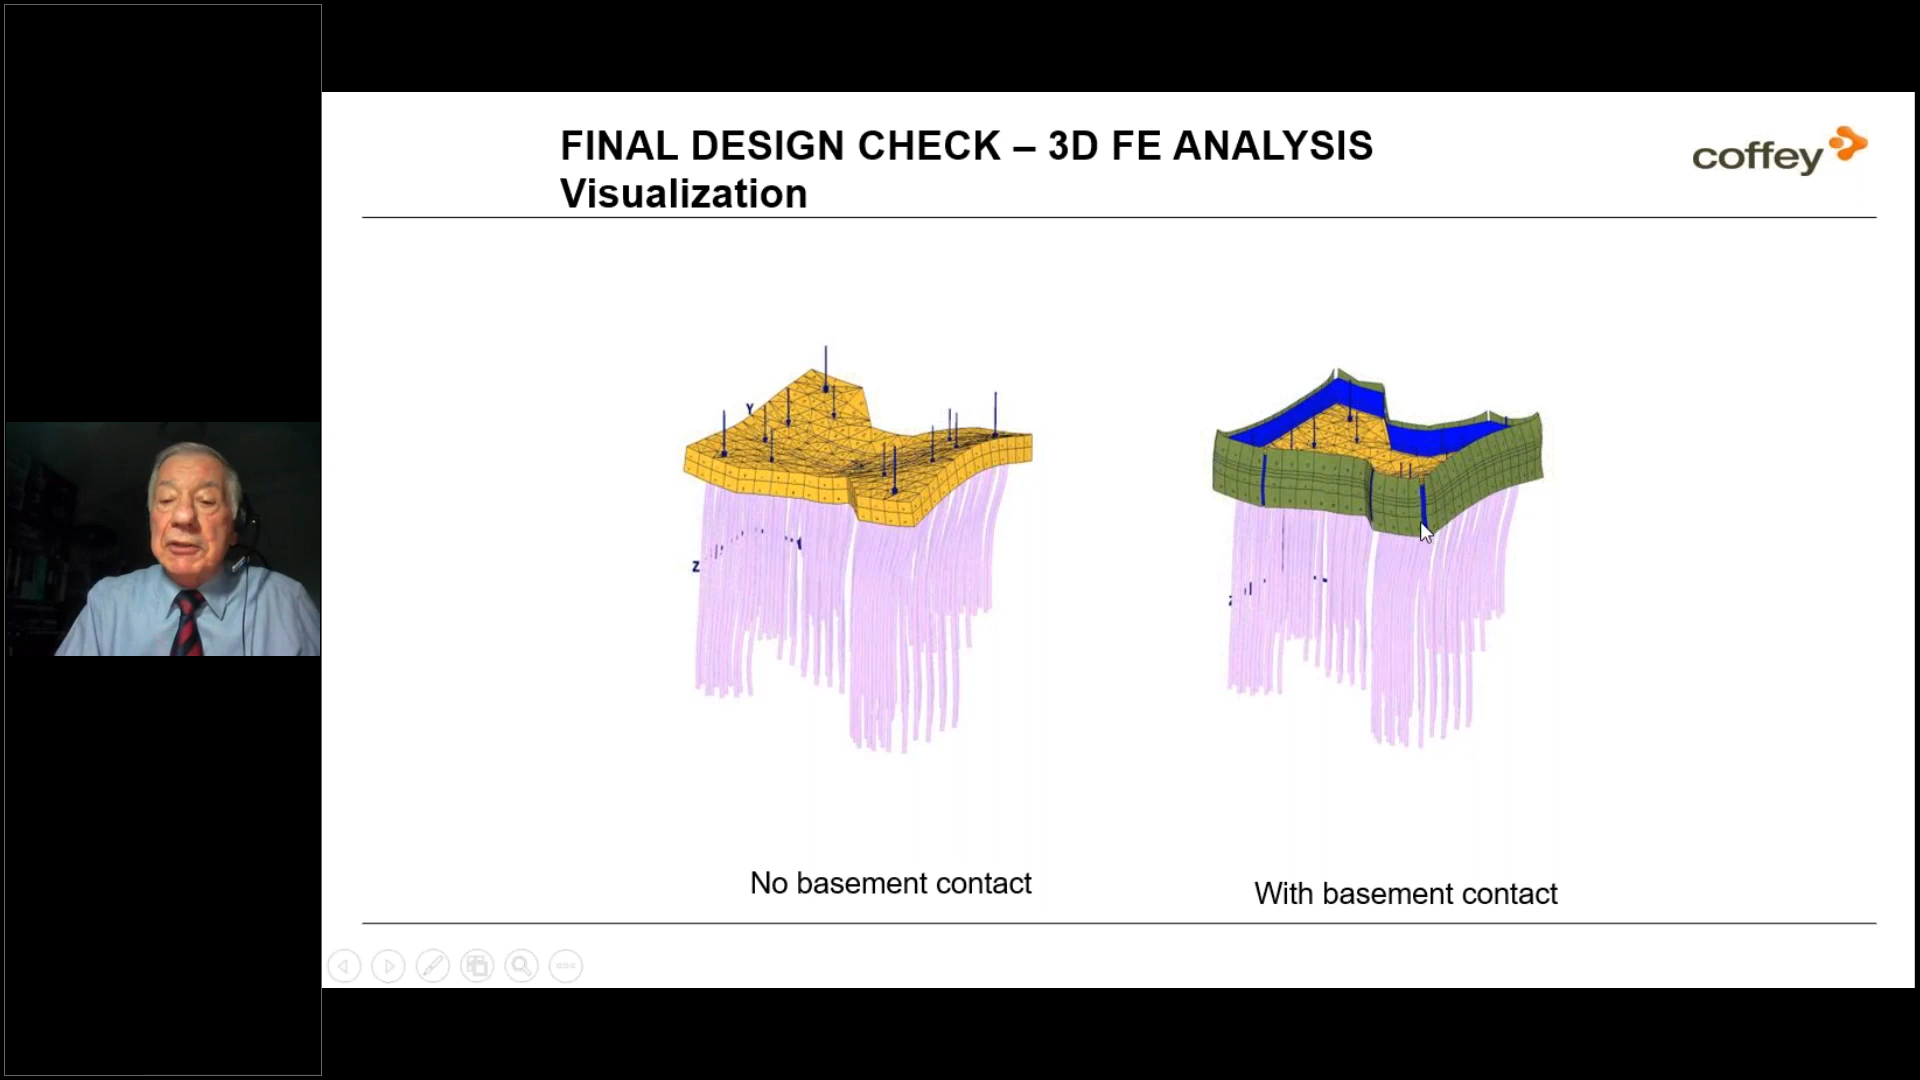 FINAL DESIGN CHECK – 3D FE ANALYSIS
Visualization
coffey
Y
z
z
No basement contact
With basement contact